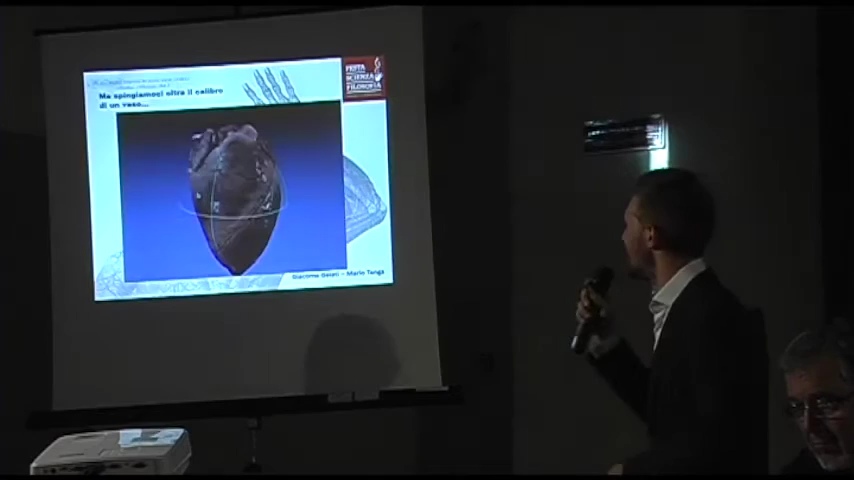 FESTA
SCIENZA
FILOSOFIA
Ma spingiamoci oltre il calibro
di un vaso...
Giacomo Gelati – Mario Tanga